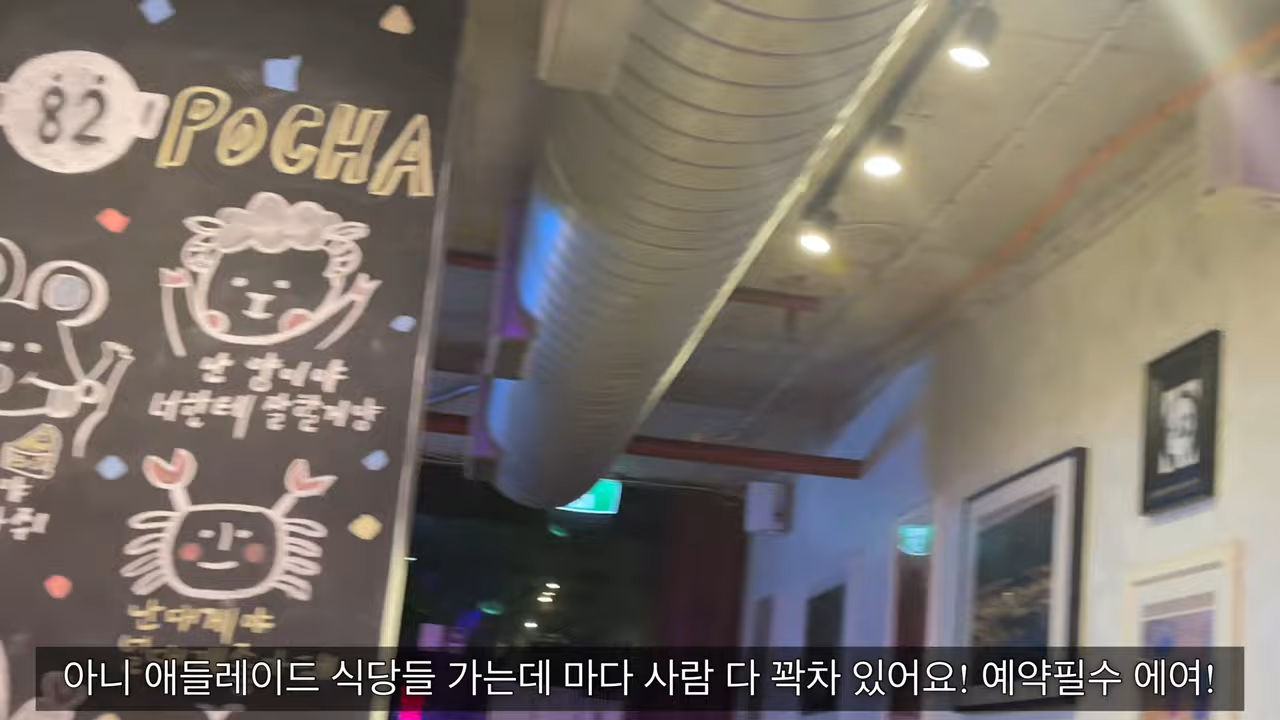 82 POCHA
난 양이야
너한테 잘할게양
난 대게야
아니 애들레이드 식당들 가는데 마다 사람 다 꽉차 있어요! 예약필수 에여!